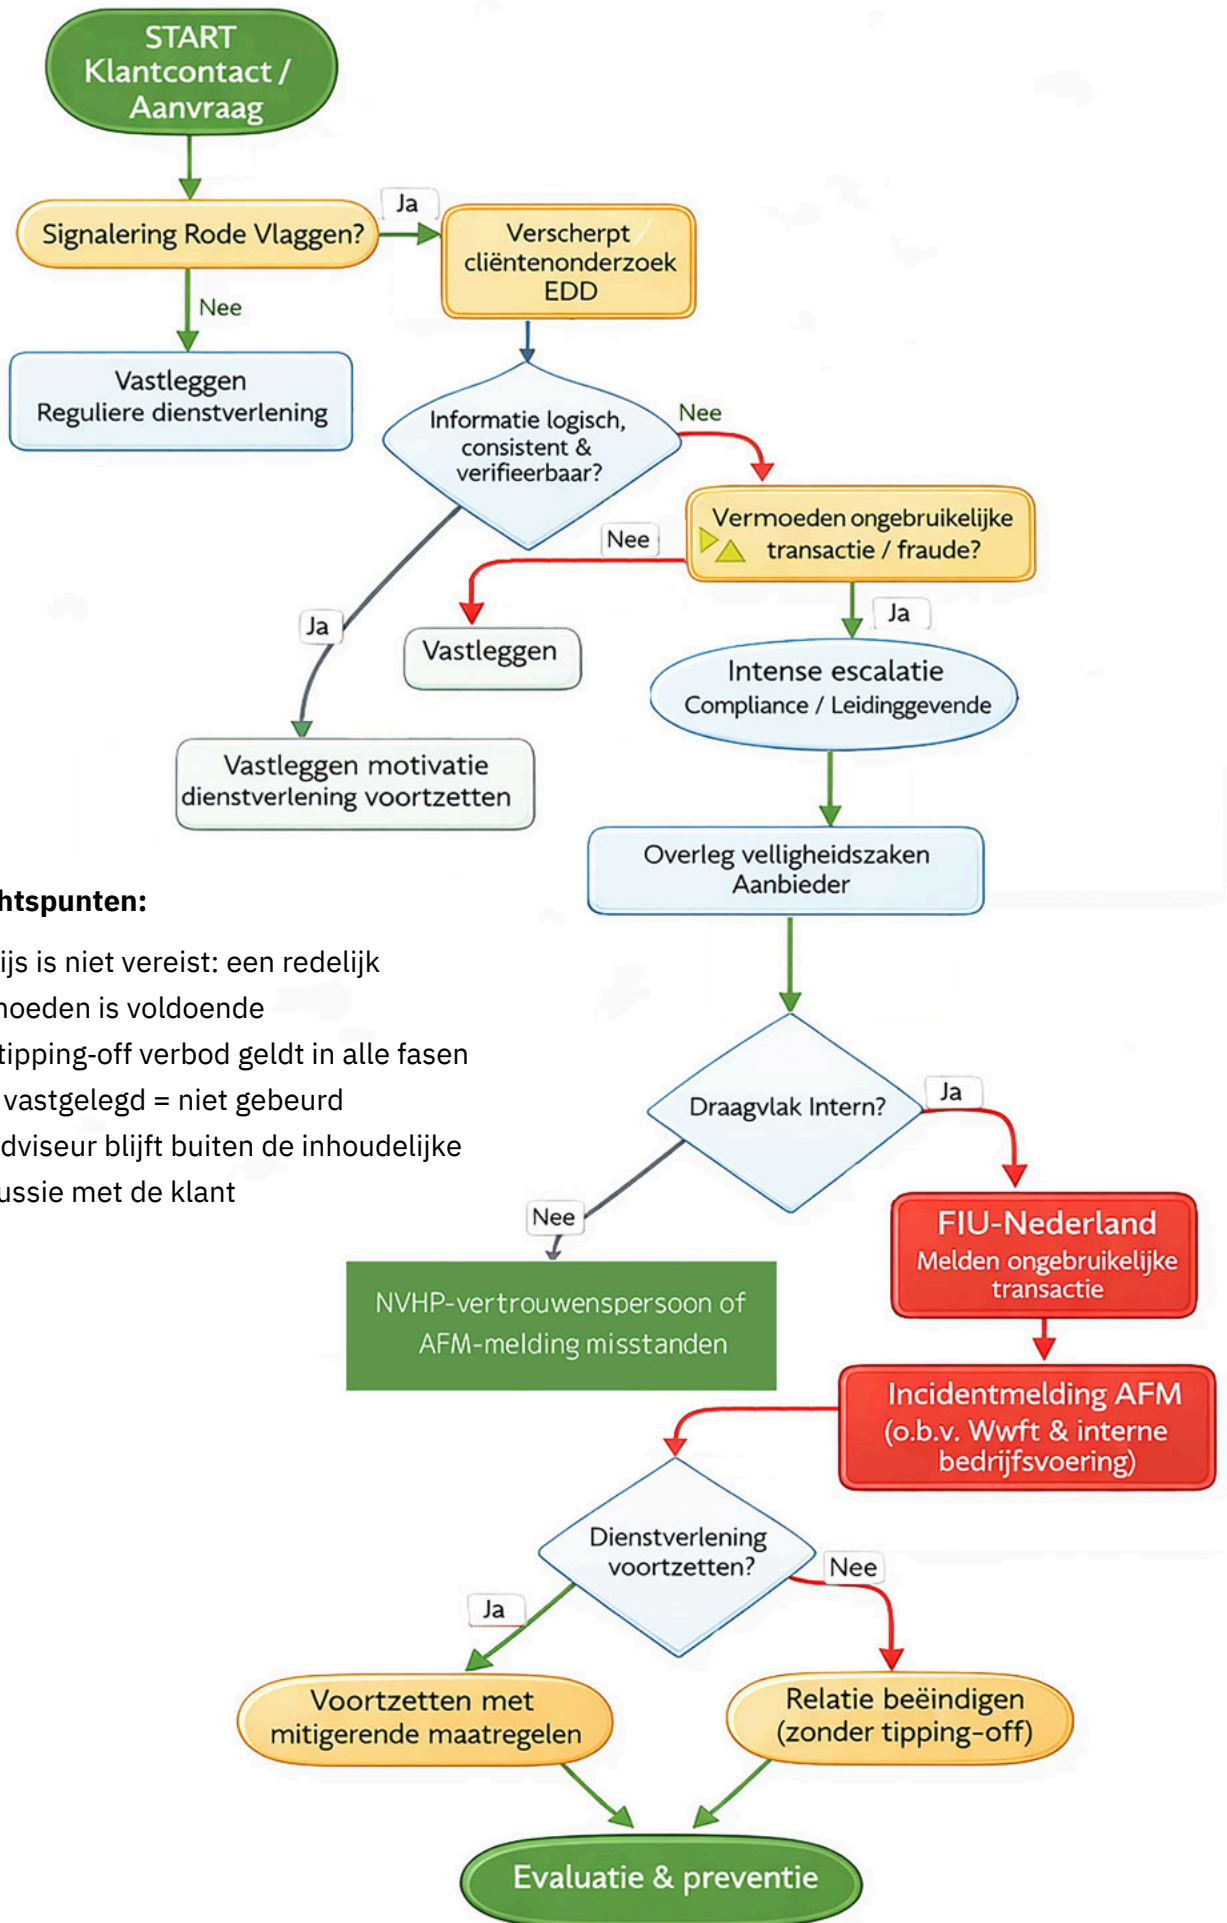 START
Klantcontact /
Aanvraag
Ja
Signalering Rode Vlaggen?
Verscherpt
cliëntenonderzoek
EDD
Nee
Vastleggen
Reguliere dienstverlening
Informatie logisch,
consistent &
verifieerbaar?
Nee
Vermoeden ongebruikelijke
transactie / fraude?
Nee
Ja
Ja
Vastleggen
Intense escalatie
Compliance / Leidinggevende
Vastleggen motivatie
dienstverlening voortzetten
Overleg velligheidszaken
Aanbieder
htspunten:
ijs is niet vereist: een redelijk
noeden is voldoende
tipping-off verbod geldt in alle fasen
vastgelegd = niet gebeurd
dviseur blijft buiten de inhoudelijke
ussie met de klant
Draagvlak Intern?
Ja
Nee
FIU-Nederland
Melden ongebruikelijke
transactie
NVHP-vertrouwenspersoon of
AFM-melding misstanden
Incidentmelding AFM
(o.b.v. Wwft & interne
bedrijfsvoering)
Dienstverlening
voortzetten?
Nee
Ja
Voortzetten met
mitigerende maatregelen
Relatie beëindigen
(zonder tipping-off)
Evaluatie & preventie